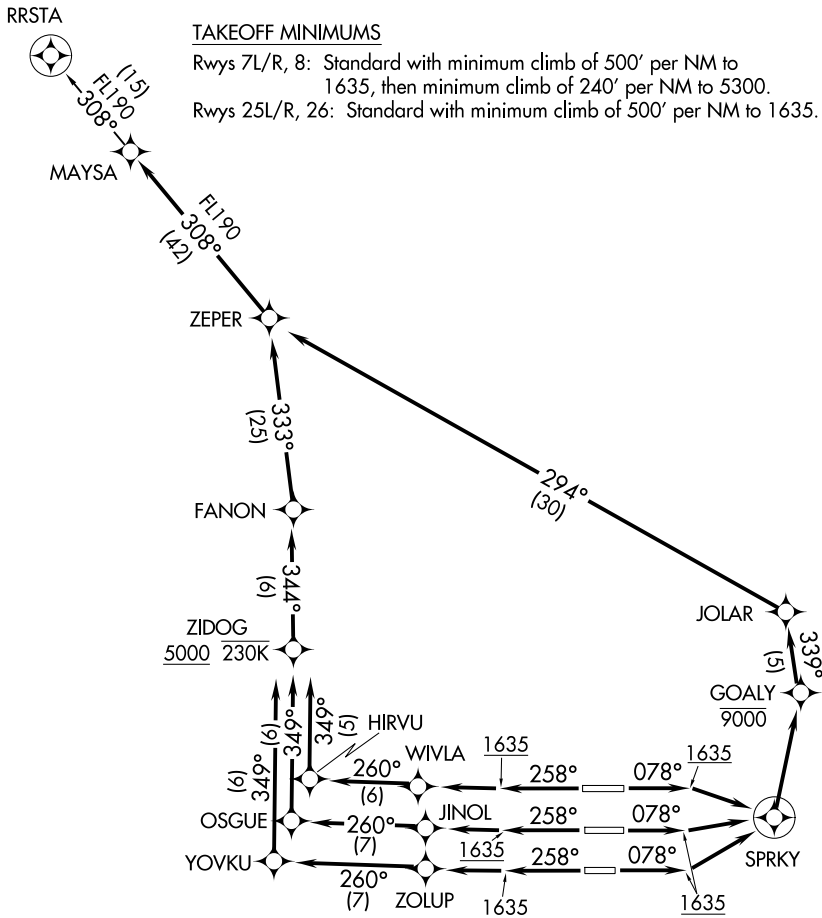 RRSTA
TAKEOFF MINIMUMS
Rwys 7L/R, 8: Standard with minimum climb of 500' per NM to
1635, then minimum climb of 240' per NM to 5300.
Rwys 25L/R, 26: Standard with minimum climb of 500' per NM to 1635.
(15)
FL190
308°
MAYSA
FL190
308°
(42)
ZEPER
333°
(25)
294°
(30)
FANON
344°
(6)
ZIDOG
5000 230K
JOLAR
339°
(5)
GOALY
9000
349°
(6)
349°
(6)
349°
(5)
HIRVU
WIVLA
1635
1635
260°
(6)
258°
078°
OSGUE
260°
(7)
JINOL
1635
258°
078°
SPRKY
YOVKU
260°
(7)
ZOLUP
258°
078°
1635
1635